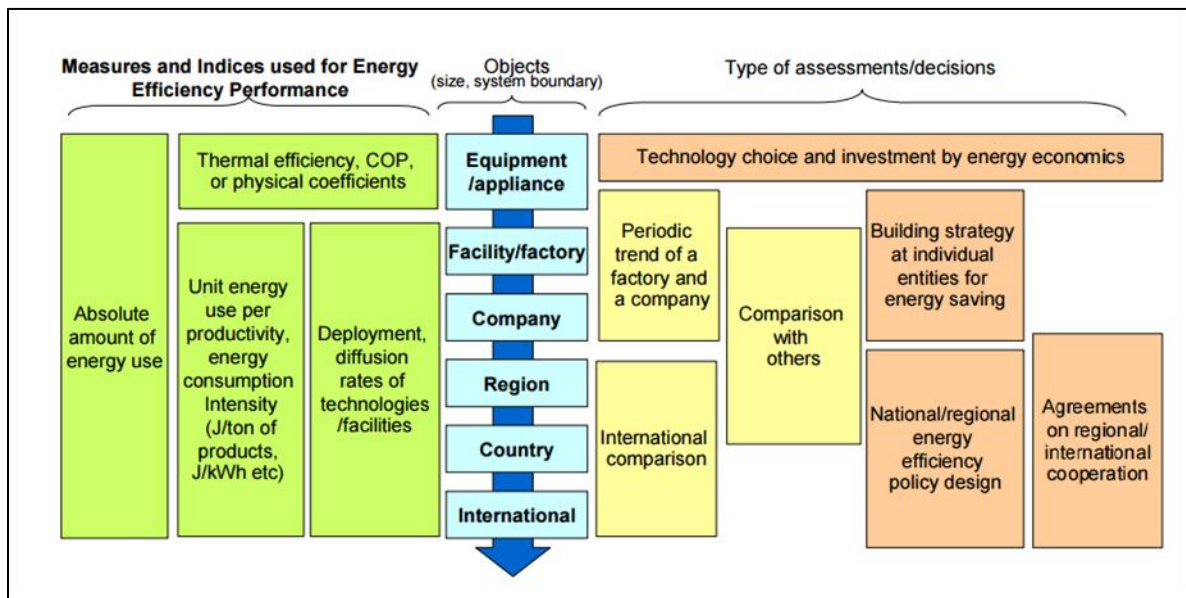 Measures and Indices used for Energy
Efficiency Performance
Objects
(size, system boundary)
Type of assessments/decisions
Absolute
amount of
energy use
Thermal efficiency, COP,
or physical coefficients
Unit energy
use per
productivity,
energy
consumption
Intensity
(J/ton of
products,
J/kWh etc)
Deployment,
diffusion
rates of
technologies
/facilities
Equipment
/appliance
Facility/factory
Company
Region
Country
International
Technology choice and investment by energy economics
Periodic
trend of a
factory and
a company
International
comparison
Comparison
with
others
Building strategy
at individual
entities for
energy saving
National/regional
energy
efficiency
policy design
Agreements
on regional/
international
cooperation